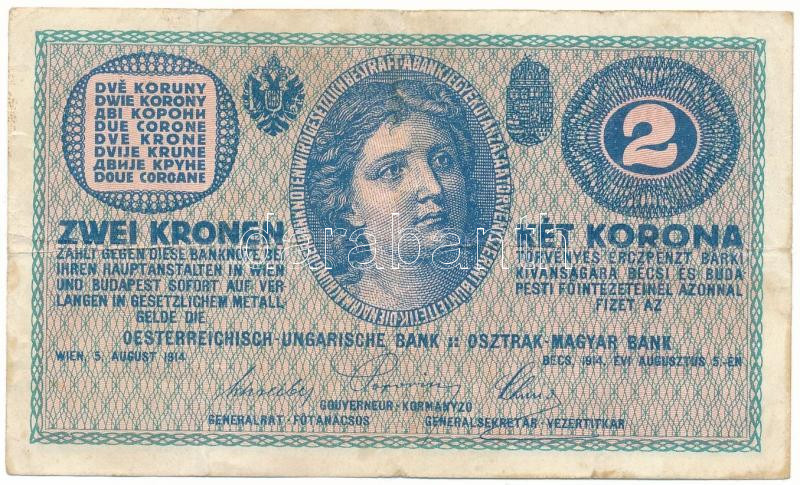 DVĚ KORUNY
DWIE KORONY
ДВІ КОРОНИ
DUE CORONE
DVE KRONE
DVIJE KRUNE
ДВИЈЕ КРУНЕ
DOUE COROANE
2
ZWEI KRONEN
ZAHLT GEGEN DIESE BANKNOTE BEI
IHREN HAUPTANSTALTEN IN WIEN
UND BUDAPEST SOFORT AUF VER
LANGEN IN GESETZLICHEM METALL
GELDE DIE
KÉT KORONA
TÖRVÉNYES ÉRCZPÉNZT BÁRKI
KIVÁNSÁGÁRA BÉCSI ÉS BUDA
PESTI FŐINTÉZETEINÉL AZONNAL
FIZET AZ
OESTERREICHISCH-UNGARISCHE BANK :: OSZTRÁK-MAGYAR BANK
WIEN, 5. AUGUST 1914.
BÉCS, 1914. ÉVI AUGUSZTUS 5.-ÉN
GOUVERNEUR-KORMÁNYZÓ
GENERALRAT-FŐTANÁCSOS
GENERALSEKRETÄR-VEZÉRTITKÁR
darabanth